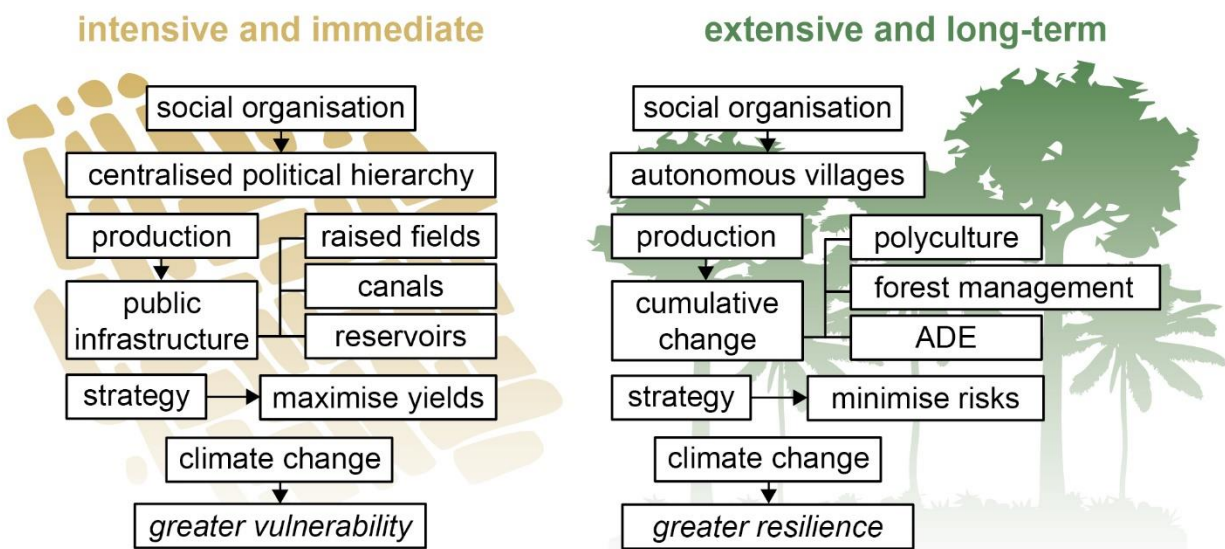 intensive and immediate
social organisation
centralised political hierarchy
production
public
infrastructure
raised fields
canals
reservoirs
strategy
maximise yields
climate change
greater vulnerability
extensive and long-term
social organisation
autonomous villages
production
cumulative
change
polyculture
forest management
ADE
strategy
minimise risks
climate change
greater resilience